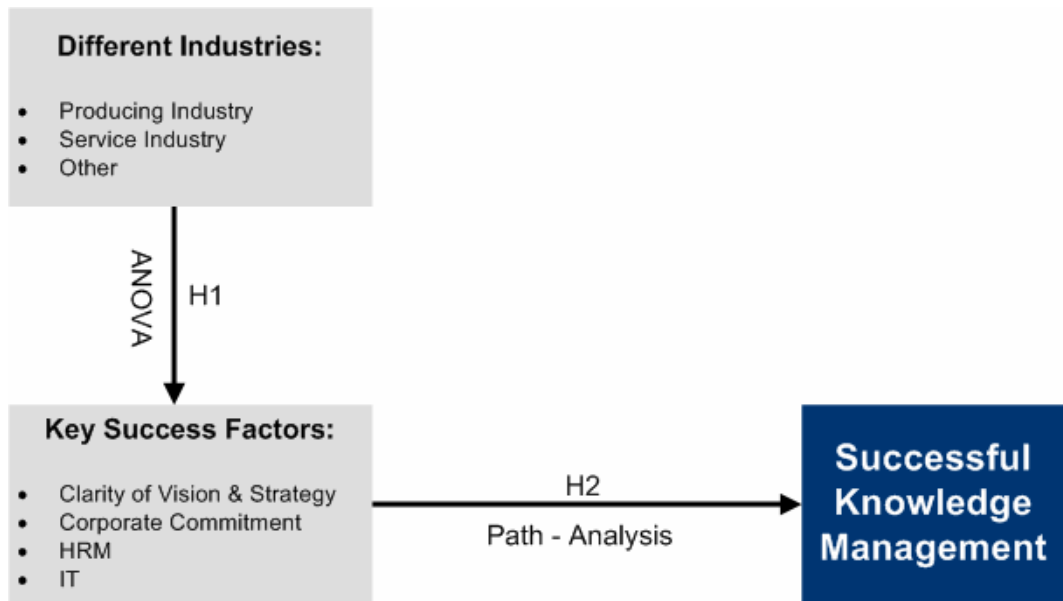 Different Industries:
• Producing Industry
• Service Industry
• Other
ANOVA
H1
Key Success Factors:
• Clarity of Vision & Strategy
• Corporate Commitment
• HRM
• IT
H2
Path - Analysis
Successful
Knowledge
Management